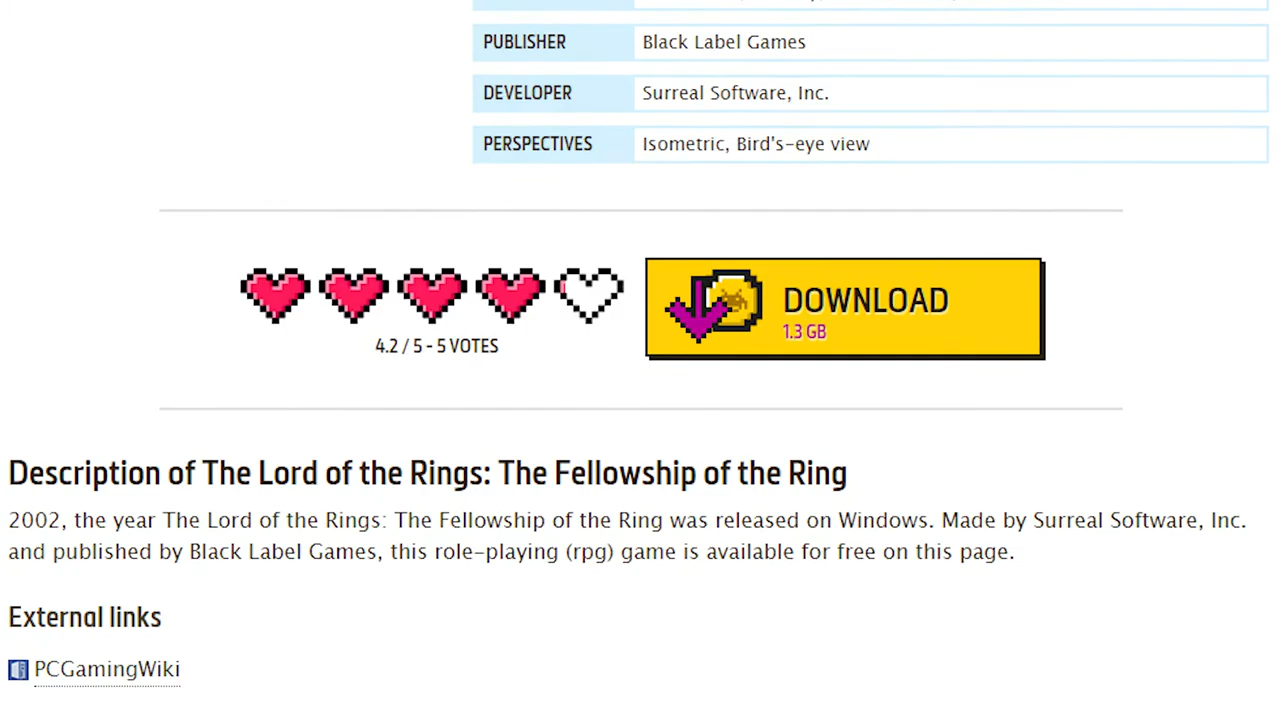 PUBLISHER Black Label Games
DEVELOPER Surreal Software, Inc.
PERSPECTIVES Isometric, Bird's-eye view
4.2 / 5 - 5 VOTES
DOWNLOAD
1.3 GB
Description of The Lord of the Rings: The Fellowship of the Ring
2002, the year The Lord of the Rings: The Fellowship of the Ring was released on Windows. Made by Surreal Software, Inc.
and published by Black Label Games, this role-playing (rpg) game is available for free on this page.
External links
PCGamingWiki